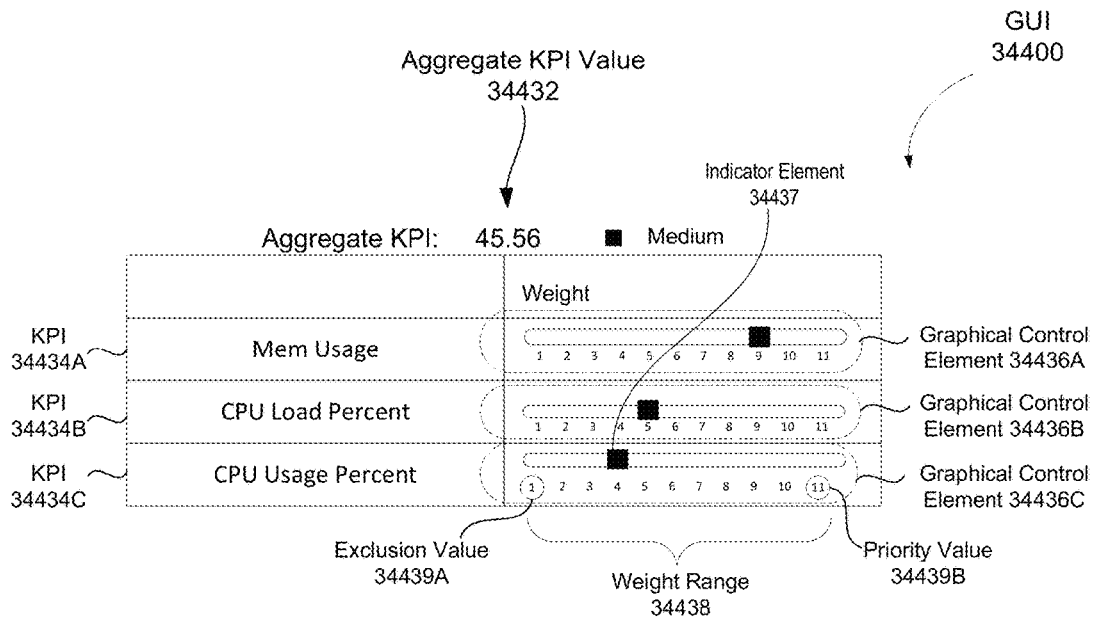 GUI
34400
Aggregate KPI Value
34432
Indicator Element
34437
Aggregate KPI: 45.56 Medium
Weight
KPI
34434A
Mem Usage
1 2 3 4 5 6 7 8 9 10 11
Graphical Control
Element 34436A
KPI
34434B
CPU Load Percent
1 2 3 4 5 6 7 8 9 10 11
Graphical Control
Element 34436B
KPI
34434C
CPU Usage Percent
1 2 3 4 5 6 7 8 9 10 11
Graphical Control
Element 34436C
Exclusion Value
34439A
Weight Range
34438
Priority Value
34439B